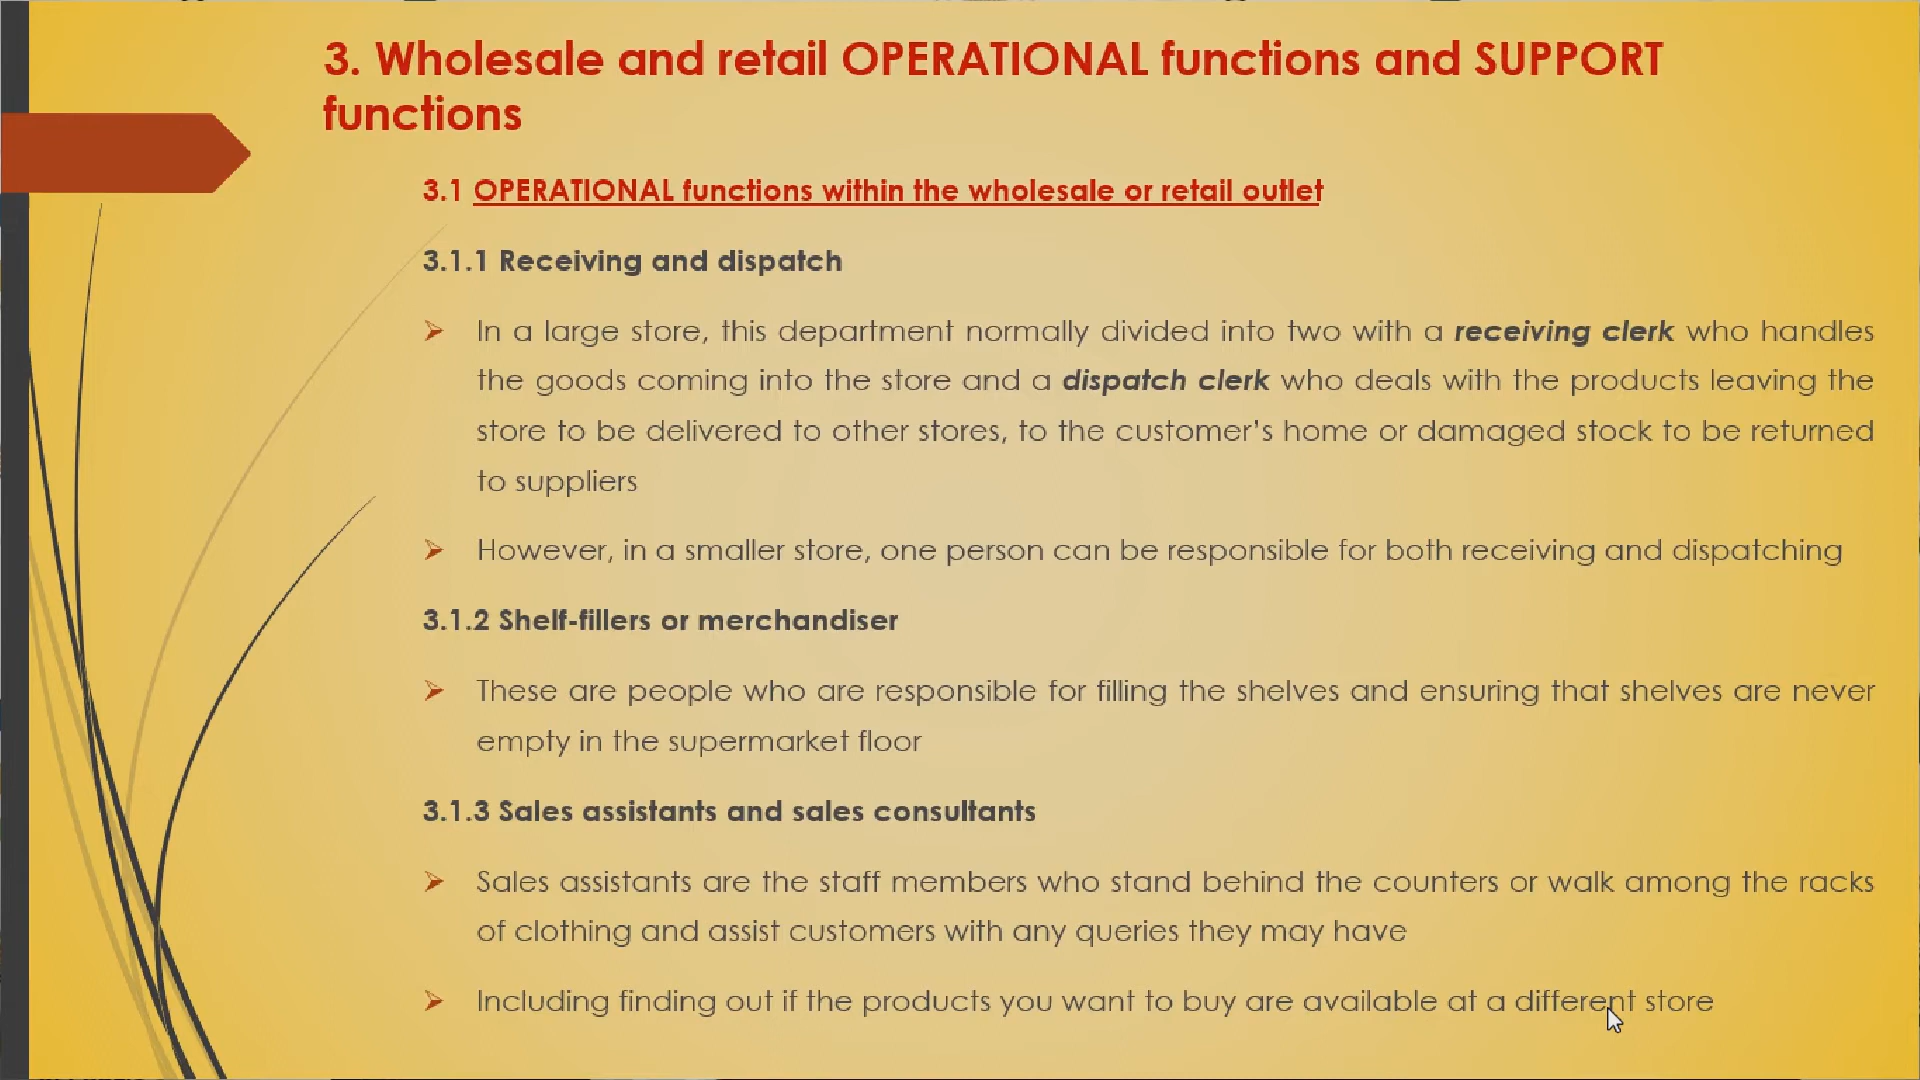 3. Wholesale and retail OPERATIONAL functions and SUPPORT
functions
3.1 OPERATIONAL functions within the wholesale or retail outlet
3.1.1 Receiving and dispatch
In a large store, this department normally divided into two with a receiving clerk who handles
the goods coming into the store and a dispatch clerk who deals with the products leaving the
store to be delivered to other stores, to the customer’s home or damaged stock to be returned
to suppliers
However, in a smaller store, one person can be responsible for both receiving and dispatching
3.1.2 Shelf-fillers or merchandiser
These are people who are responsible for filling the shelves and ensuring that shelves are never
empty in the supermarket floor
3.1.3 Sales assistants and sales consultants
Sales assistants are the staff members who stand behind the counters or walk among the racks
of clothing and assist customers with any queries they may have
Including finding out if the products you want to buy are available at a different store